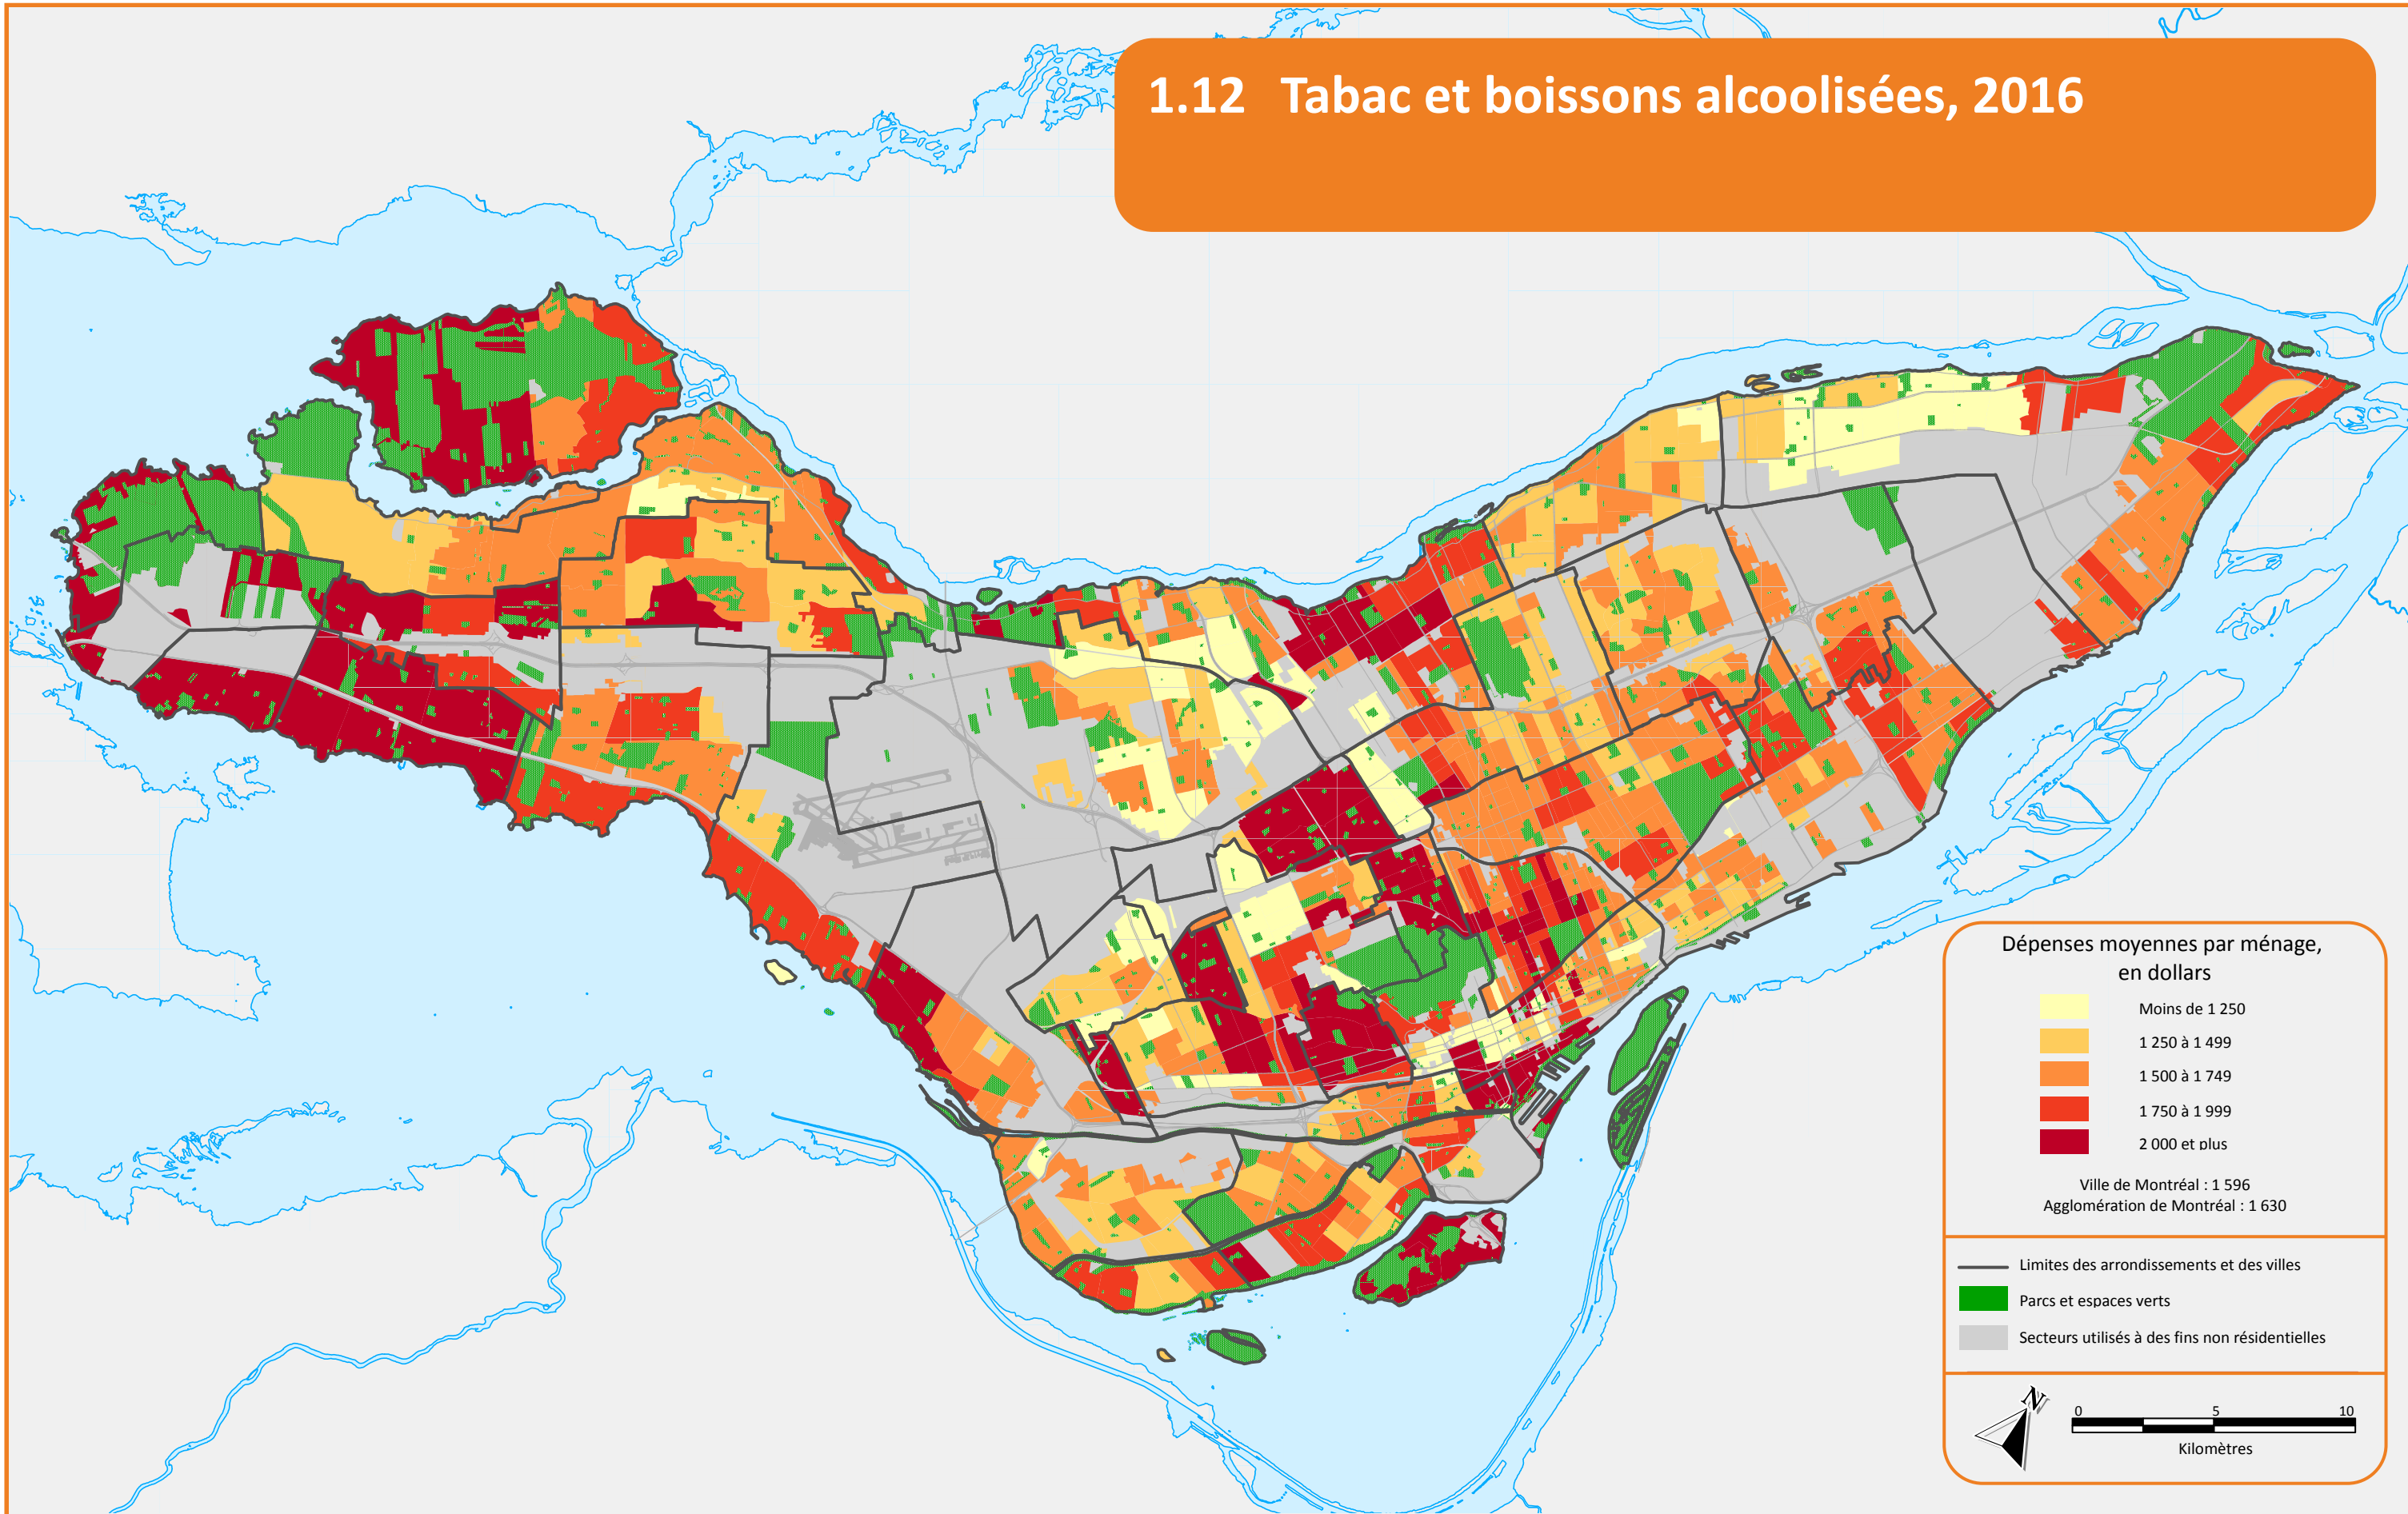 1.12 Tabac et boissons alcoolisées, 2016
Dépenses moyennes par ménage,
en dollars
Moins de 1 250
1 250 à 1 499
1 500 à 1 749
1 750 à 1 999
2 000 et plus
Ville de Montréal : 1 596
Agglomération de Montréal : 1 630
Limites des arrondissements et des villes
Parcs et espaces verts
Secteurs utilisés à des fins non résidentielles
N
0 5 10
Kilomètres